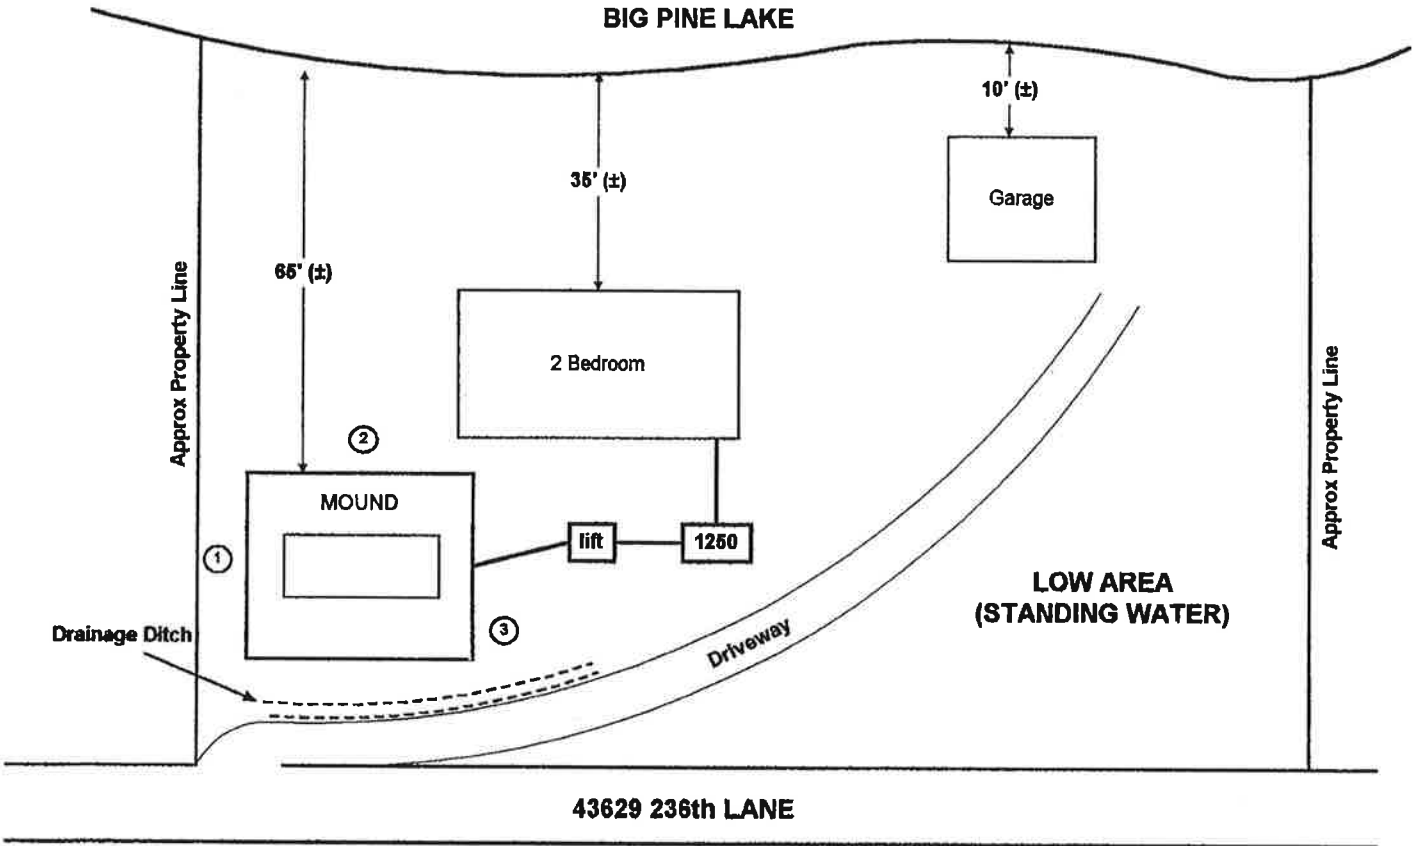 BIG PINE LAKE
10' (±)
35' (±)
Garage
65' (±)
Approx Property Line
2 Bedroom
Approx Property Line
2
MOUND
lift
1250
1
LOW AREA
(STANDING WATER)
3
Drainage Ditch
Driveway
43629 236th LANE